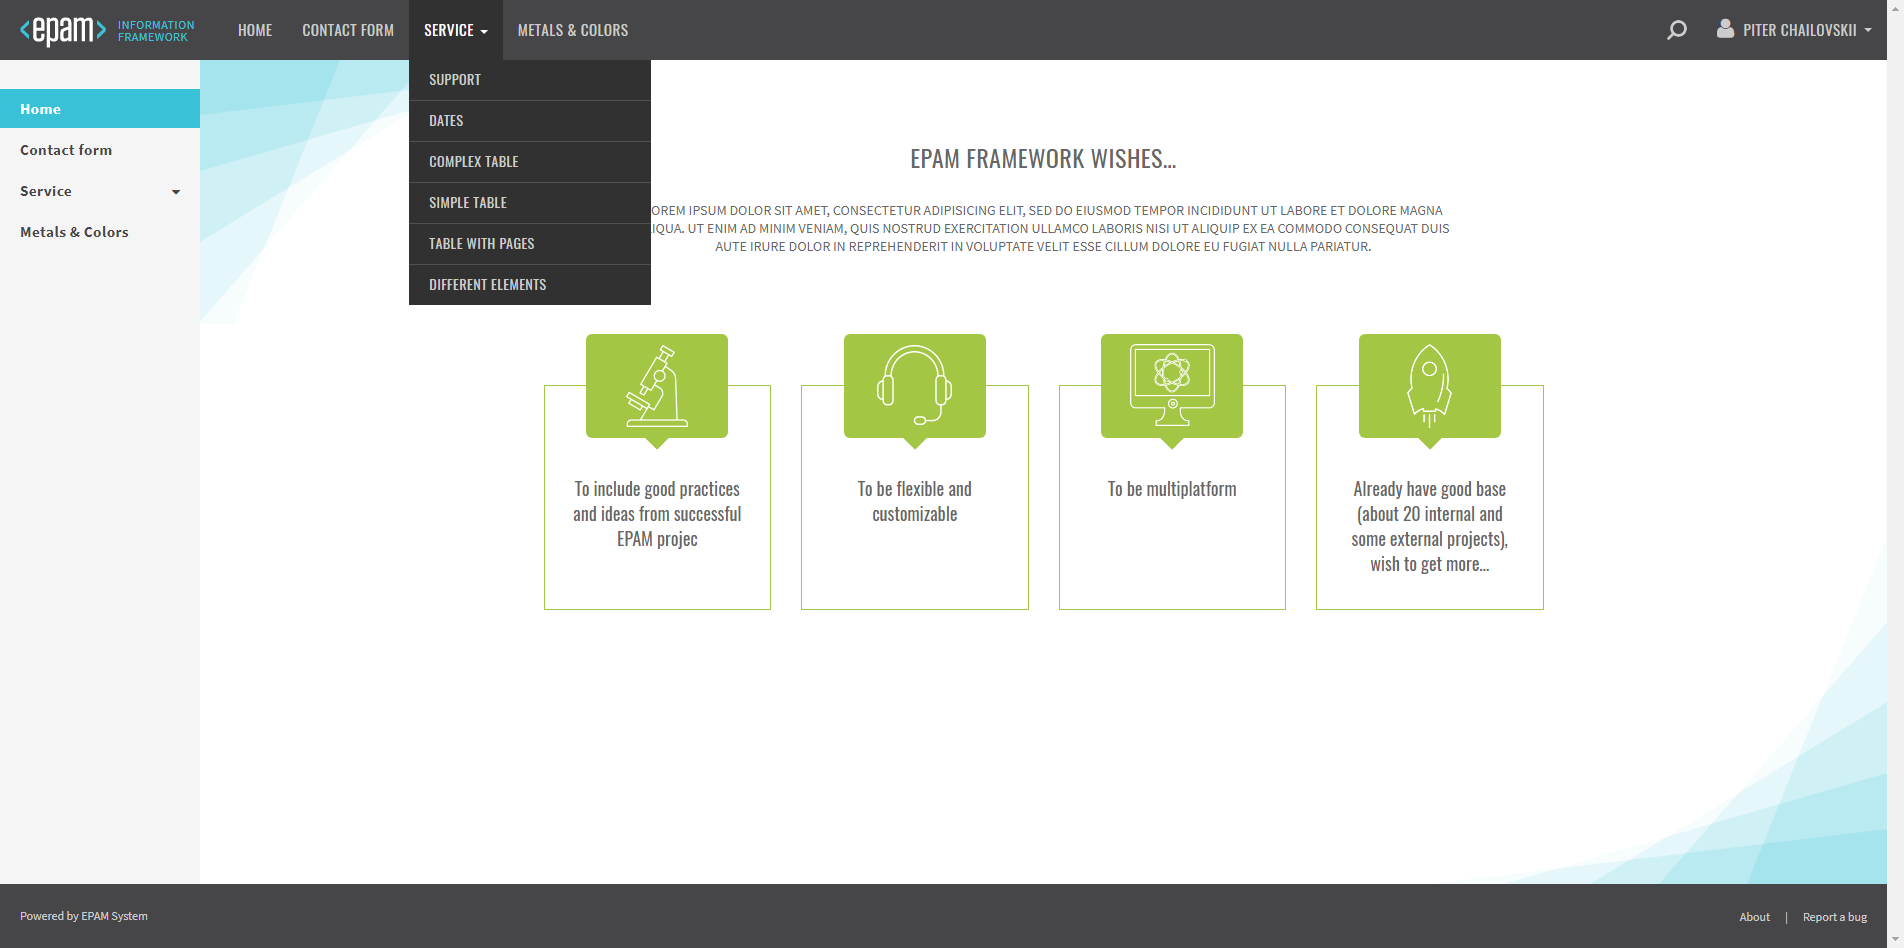 <epam>
INFORMATION
FRAMEWORK
HOME
CONTACT FORM
SERVICE
METALS & COLORS
PITER CHAILOVSKII
SUPPORT
DATES
COMPLEX TABLE
SIMPLE TABLE
TABLE WITH PAGES
DIFFERENT ELEMENTS
Home
Contact form
Service
Metals & Colors
EPAM FRAMEWORK WISHES...
OREM IPSUM DOLOR SIT AMET, CONSECTETUR ADIPISICING ELIT, SED DO EIUSMOD TEMPOR INCIDIDUNT UT LABORE ET DOLORE MAGNA
IQUA. UT ENIM AD MINIM VENIAM, QUIS NOSTRUD EXERCITATION ULLAMCO LABORIS NISI UT ALIQUIP EX EA COMMODO CONSEQUAT DUIS
AUTE IRURE DOLOR IN REPREHENDERIT IN VOLUPTATE VELIT ESSE CILLUM DOLORE EU FUGIAT NULLA PARIATUR.
To include good practices
and ideas from successful
EPAM projec
To be flexible and
customizable
To be multiplatform
Already have good base
(about 20 internal and
some external projects),
wish to get more...
Powered by EPAM System
About | Report a bug